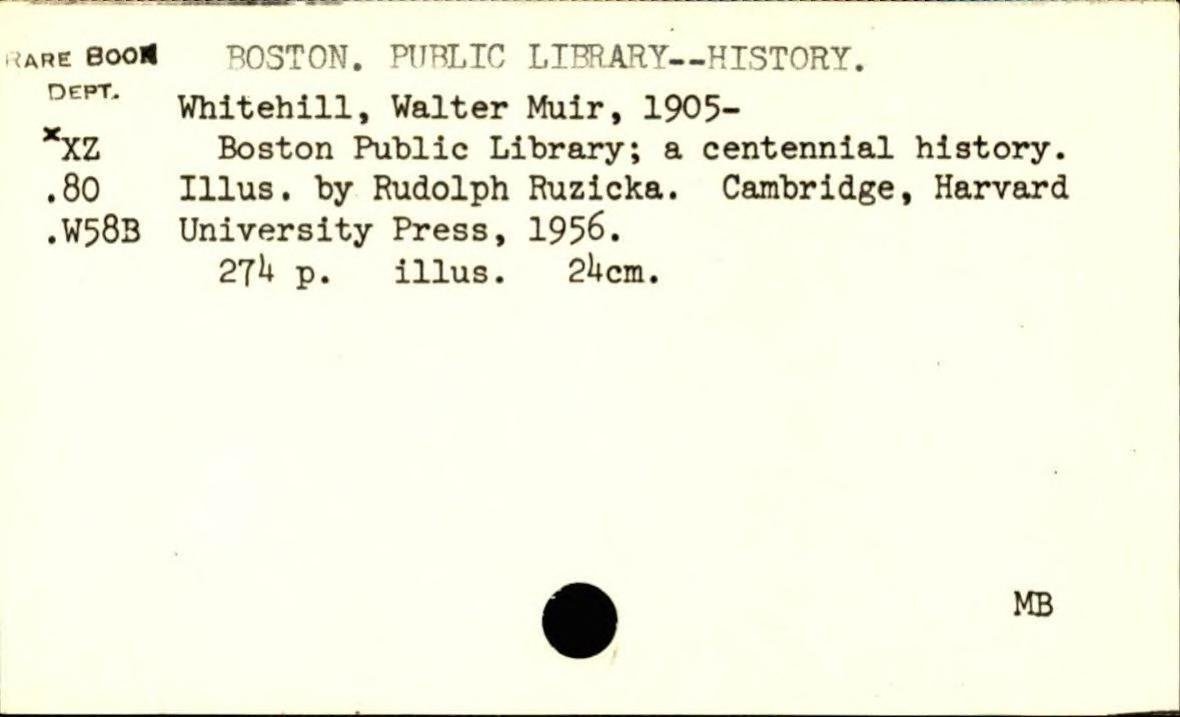 RARE BOOK BOSTON. PUBLIC LIBRARY--HISTORY.
DEPT.
Whitehill, Walter Muir, 1905-
*XZ Boston Public Library; a centennial history.
.80 Illus. by Rudolph Ruzicka. Cambridge, Harvard
.W58B University Press, 1956.
274 p. illus. 24cm.
MB